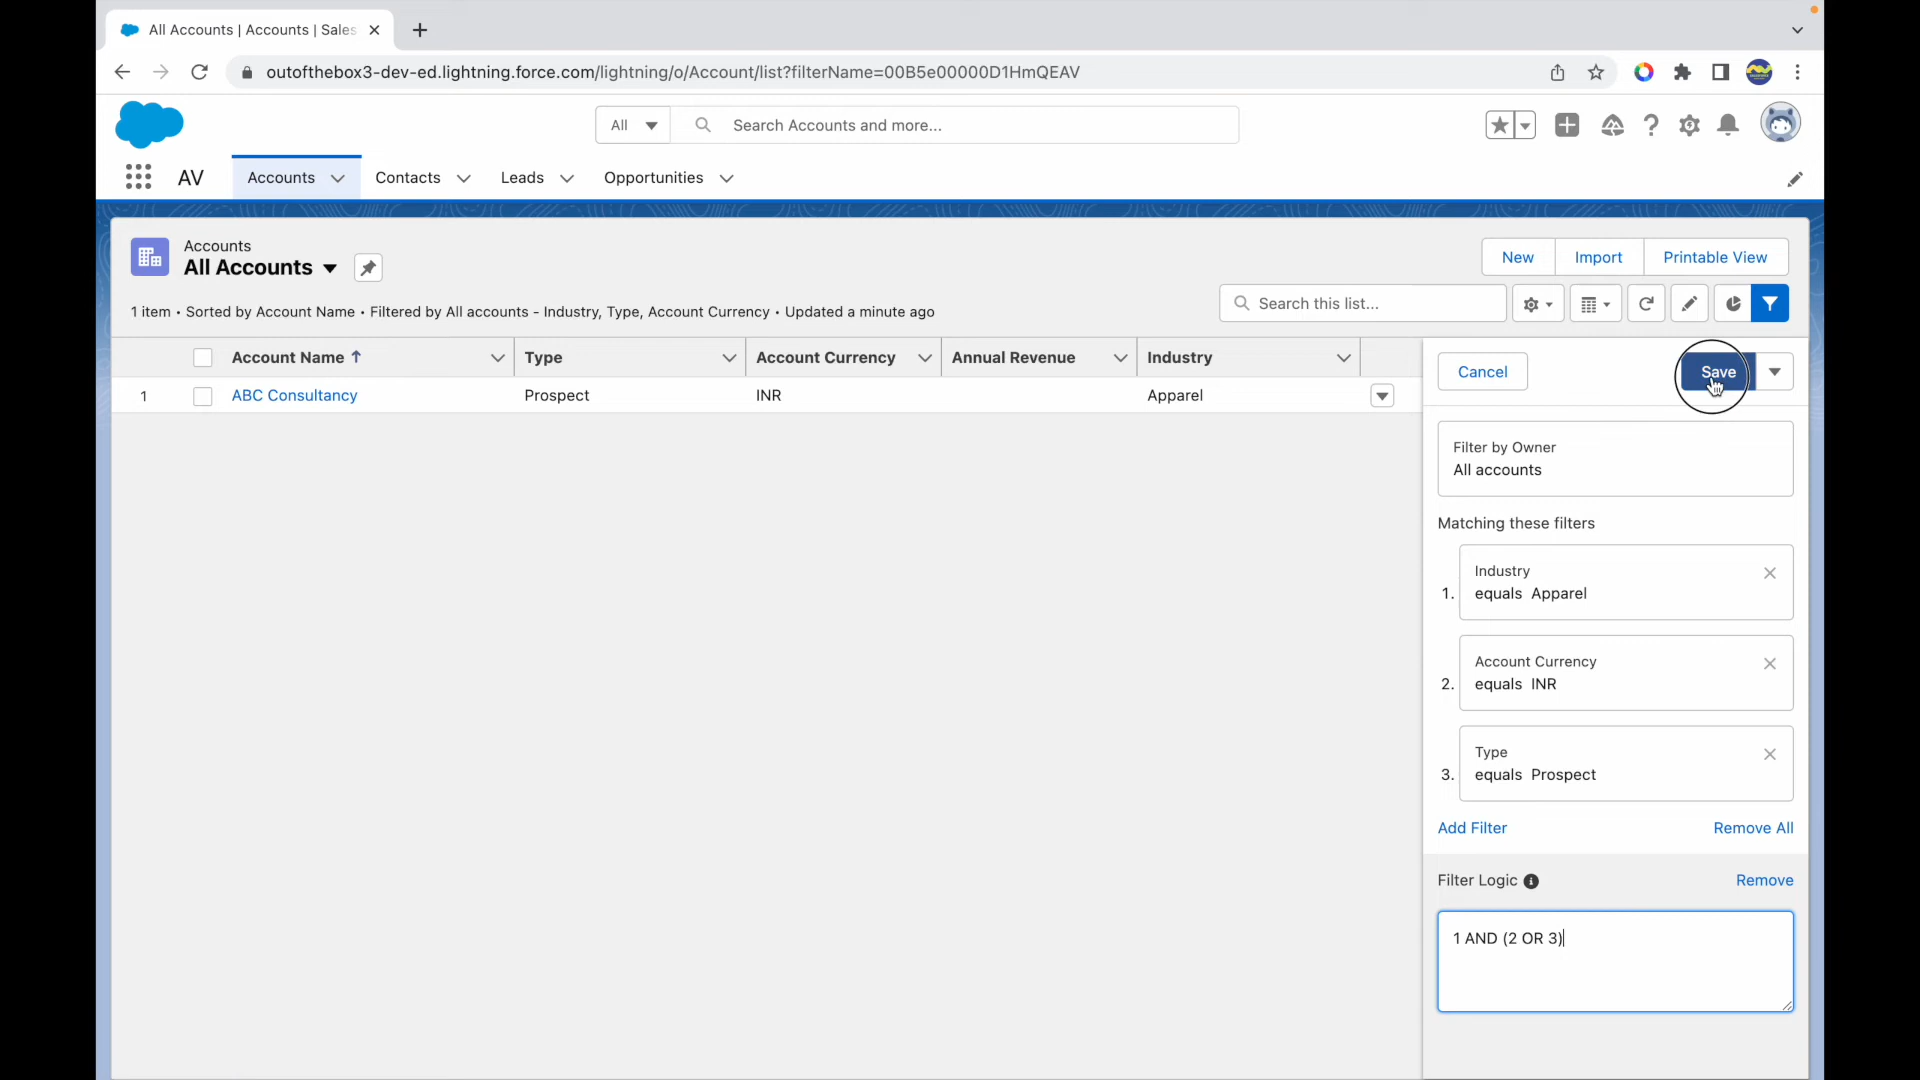 All Accounts | Accounts | Sales
outofthebox3-dev-ed.lightning.force.com/lightning/o/Account/list?filterName=00B5e00000D1HmQEAV
All
Search Accounts and more...
AV
Accounts
Contacts
Leads
Opportunities
Accounts
All Accounts
New
Import
Printable View
1 item • Sorted by Account Name • Filtered by All accounts - Industry, Type, Account Currency • Updated a minute ago
Search this list...
Account Name
Type
Account Currency
Annual Revenue
Industry
1
ABC Consultancy
Prospect
INR
Apparel
Cancel
Save
Filter by Owner
All accounts
Matching these filters
Industry
1. equals Apparel
Account Currency
2. equals INR
Type
3. equals Prospect
Add Filter
Remove All
Filter Logic
Remove
1 AND (2 OR 3)